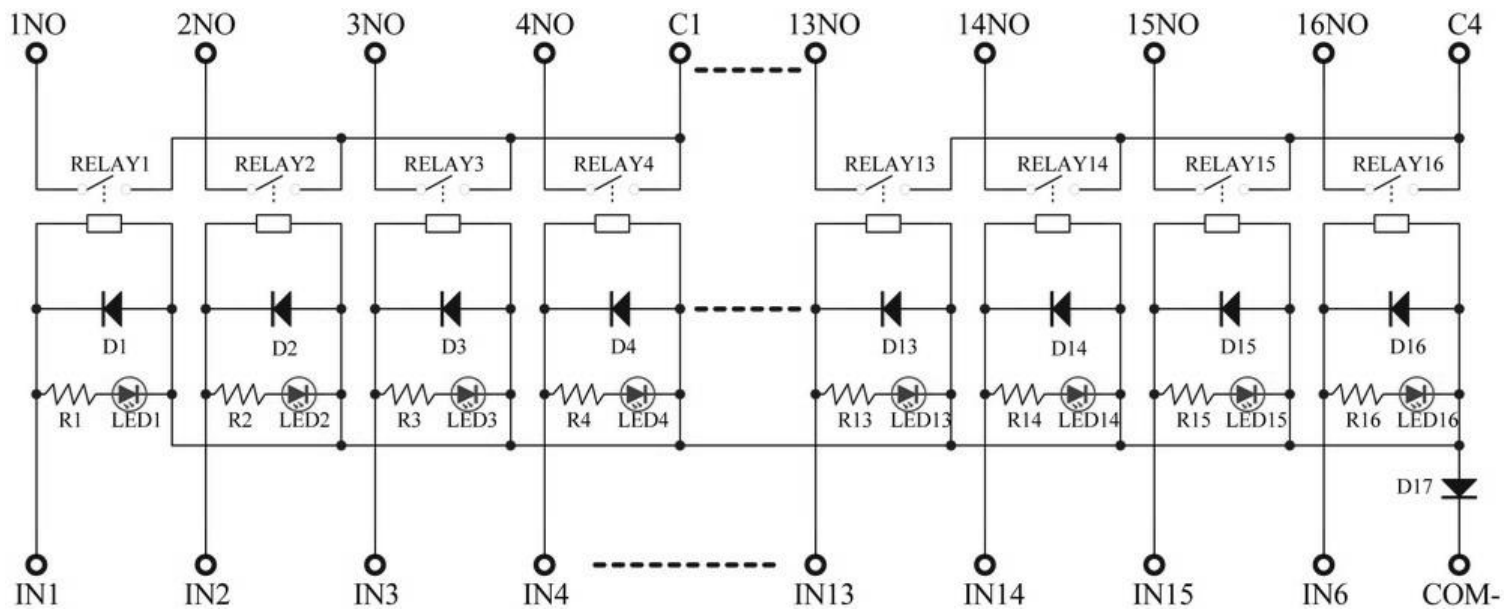 1NO 2NO 3NO 4NO C1 13NO 14NO 15NO 16NO C4
RELAY1 RELAY2 RELAY3 RELAY4 RELAY13 RELAY14 RELAY15 RELAY16
D1 D2 D3 D4 D13 D14 D15 D16
R1 LED1 R2 LED2 R3 LED3 R4 LED4 R13 LED13 R14 LED14 R15 LED15 R16 LED16
D17
IN1 IN2 IN3 IN4 IN13 IN14 IN15 IN6 COM-